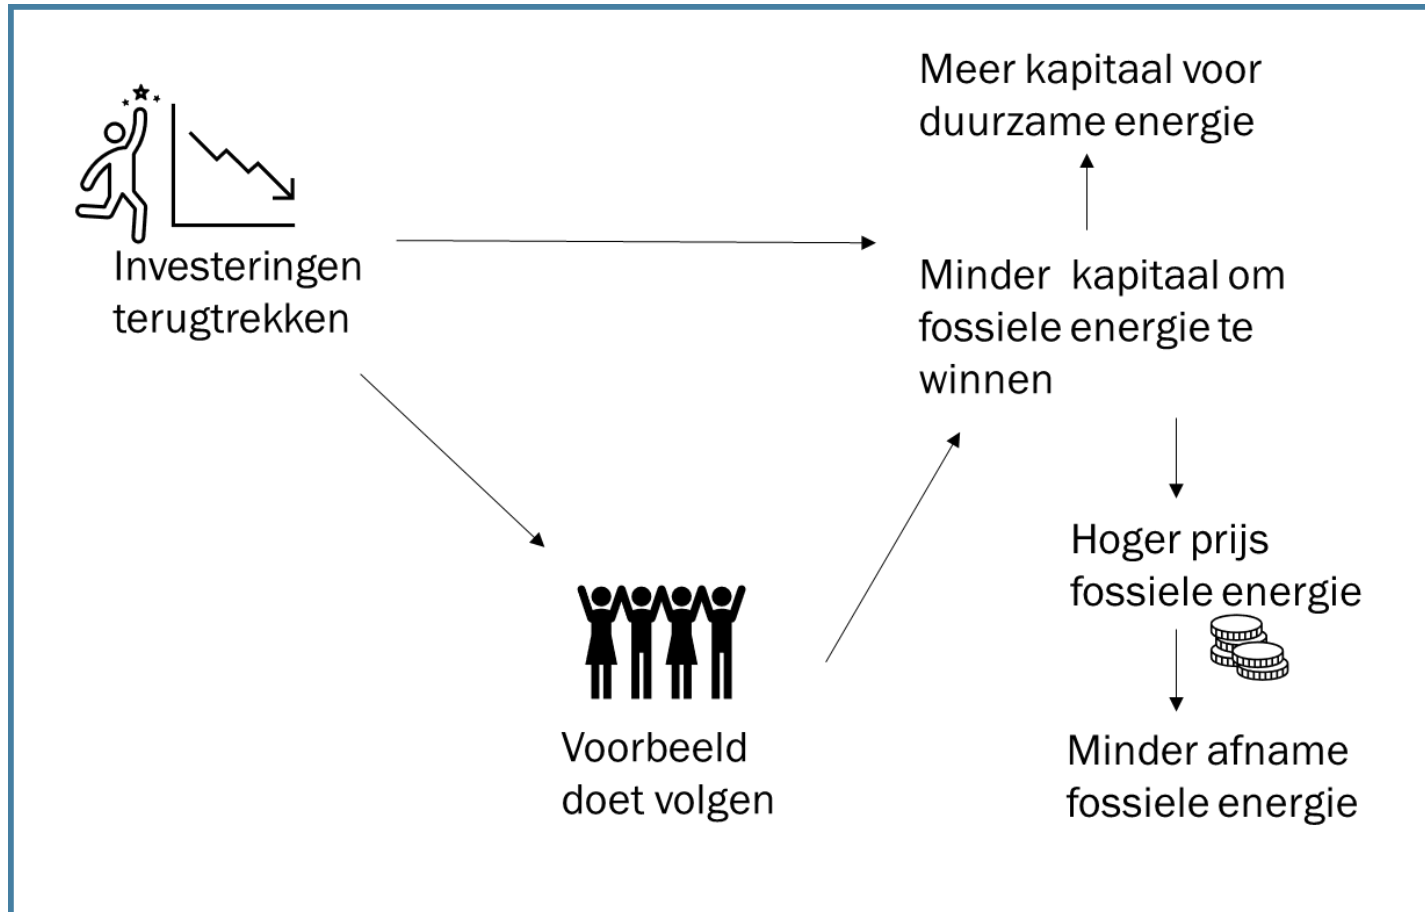 Investeringen
terugtrekken
Meer kapitaal voor
duurzame energie
Minder  kapitaal om
fossiele energie te
winnen
Voorbeeld
doet volgen
Hoger prijs
fossiele energie
Minder afname
fossiele energie